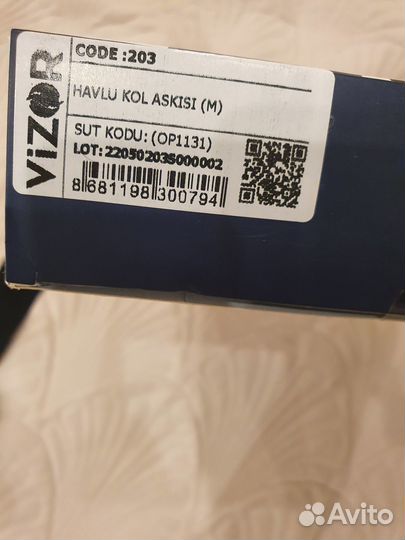 ViZOR
CODE :203
HAVLU KOL ASKISI (M)
SUT KODU: (OP1131)
LOT: 220502035000002
8 681198 300794
Avito